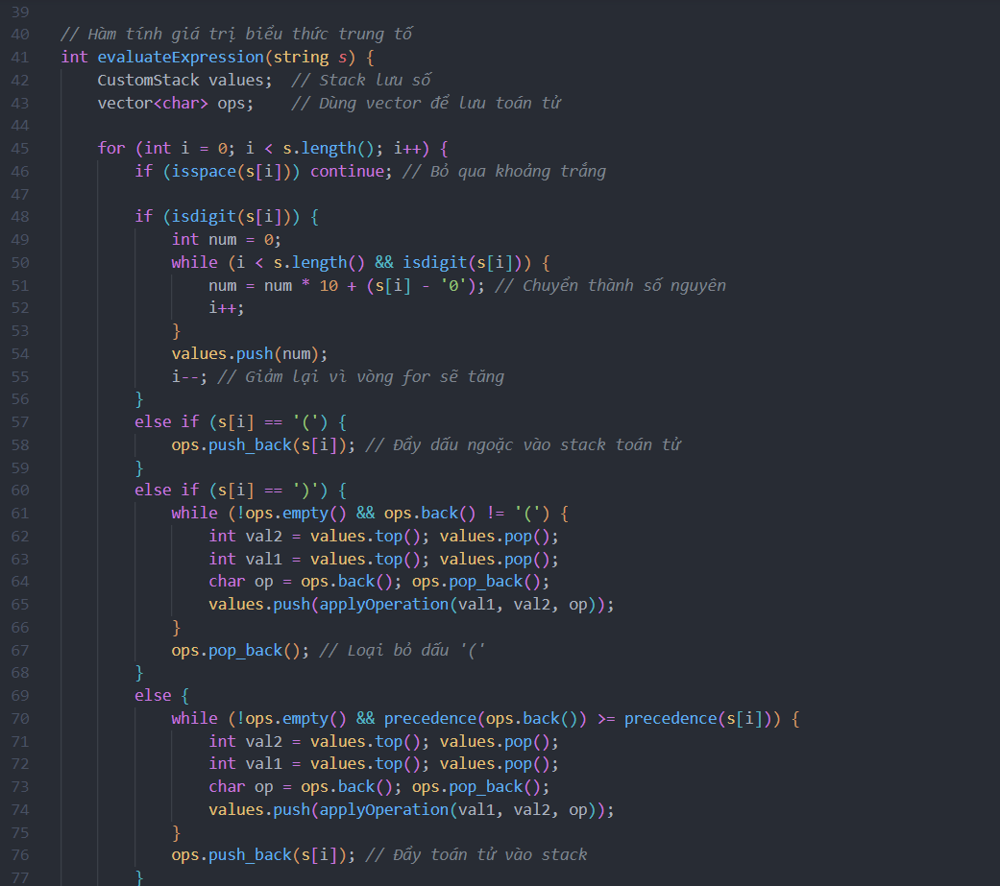 39
40 // Hàm tính giá trị biểu thức trung tố
41 int evaluateExpression(string s) {
42     CustomStack values;  // Stack lưu số
43     vector<char> ops;    // Dùng vector để lưu toán tử
44
45     for (int i = 0; i < s.length(); i++) {
46         if (isspace(s[i])) continue; // Bỏ qua khoảng trắng
47
48         if (isdigit(s[i])) {
49             int num = 0;
50             while (i < s.length() && isdigit(s[i])) {
51                 num = num * 10 + (s[i] - '0'); // Chuyển thành số nguyên
52                 i++;
53             }
54             values.push(num);
55             i--; // Giảm lại vì vòng for sẽ tăng
56         }
57         else if (s[i] == '(') {
58             ops.push_back(s[i]); // Đẩy dấu ngoặc vào stack toán tử
59         }
60         else if (s[i] == ')') {
61             while (!ops.empty() && ops.back() != '(') {
62                 int val2 = values.top(); values.pop();
63                 int val1 = values.top(); values.pop();
64                 char op = ops.back(); ops.pop_back();
65                 values.push(applyOperation(val1, val2, op));
66             }
67             ops.pop_back(); // Loại bỏ dấu '('
68         }
69         else {
70             while (!ops.empty() && precedence(ops.back()) >= precedence(s[i])) {
71                 int val2 = values.top(); values.pop();
72                 int val1 = values.top(); values.pop();
73                 char op = ops.back(); ops.pop_back();
74                 values.push(applyOperation(val1, val2, op));
75             }
76             ops.push_back(s[i]); // Đẩy toán tử vào stack
77         }